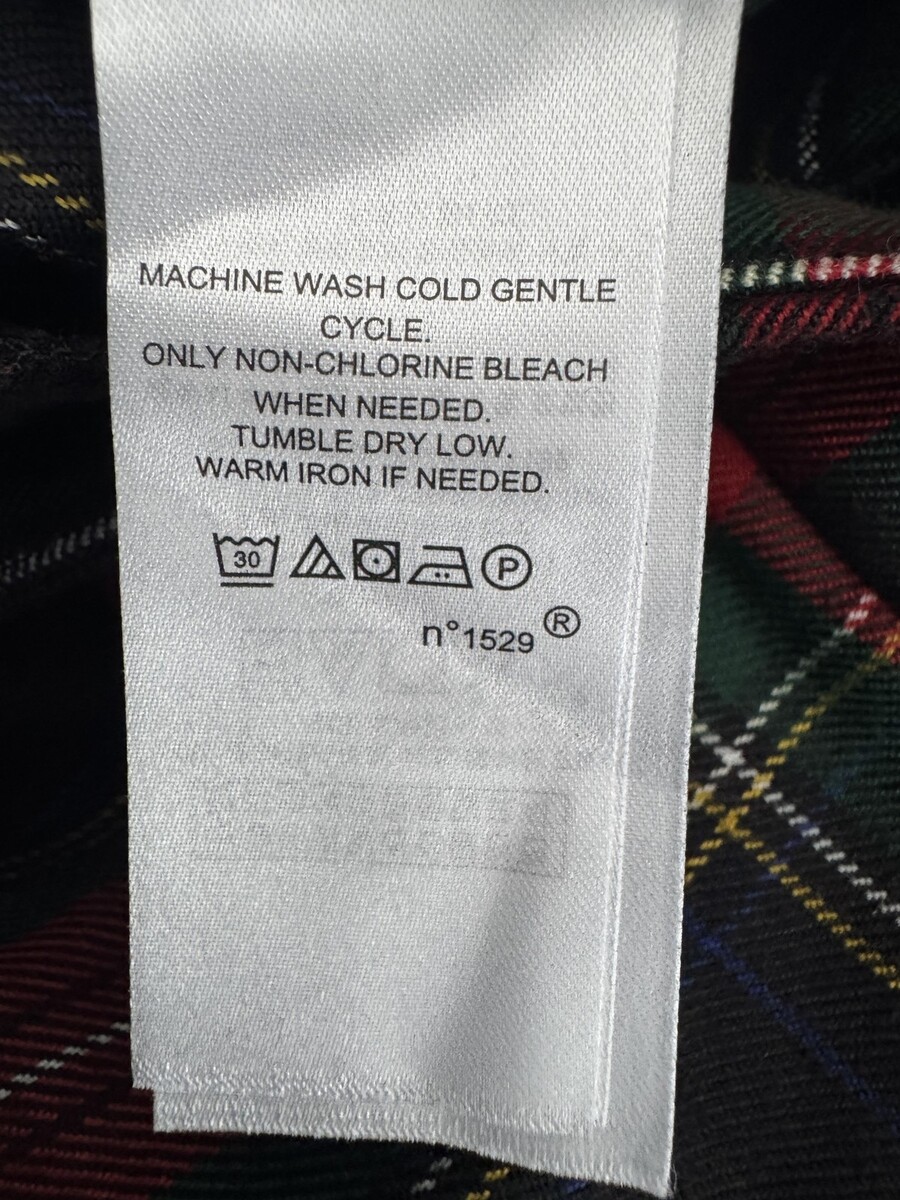 MACHINE WASH COLD GENTLE
CYCLE.
ONLY NON-CHLORINE BLEACH
WHEN NEEDED.
TUMBLE DRY LOW.
WARM IRON IF NEEDED.
30 P
n°1529 ®